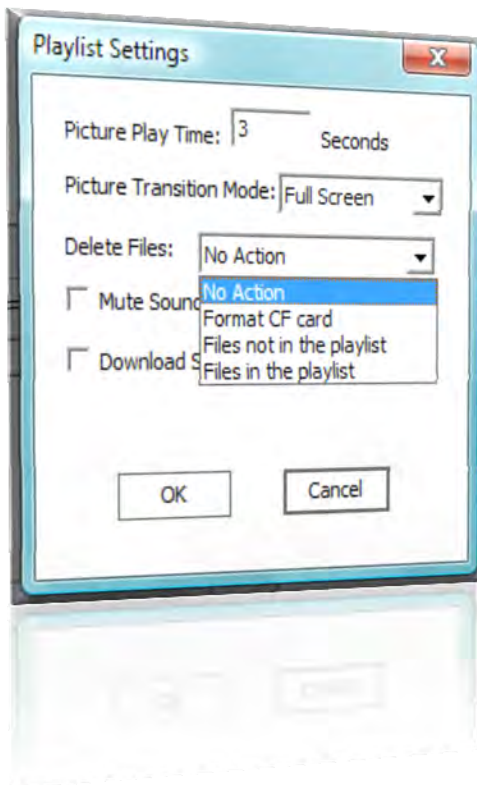 Playlist Settings
X
Picture Play Time: 3 Seconds
Picture Transition Mode: Full Screen
Delete Files: No Action
No Action
Mute Sound
Format CF card
Files not in the playlist
Download S
Files in the playlist
OK Cancel